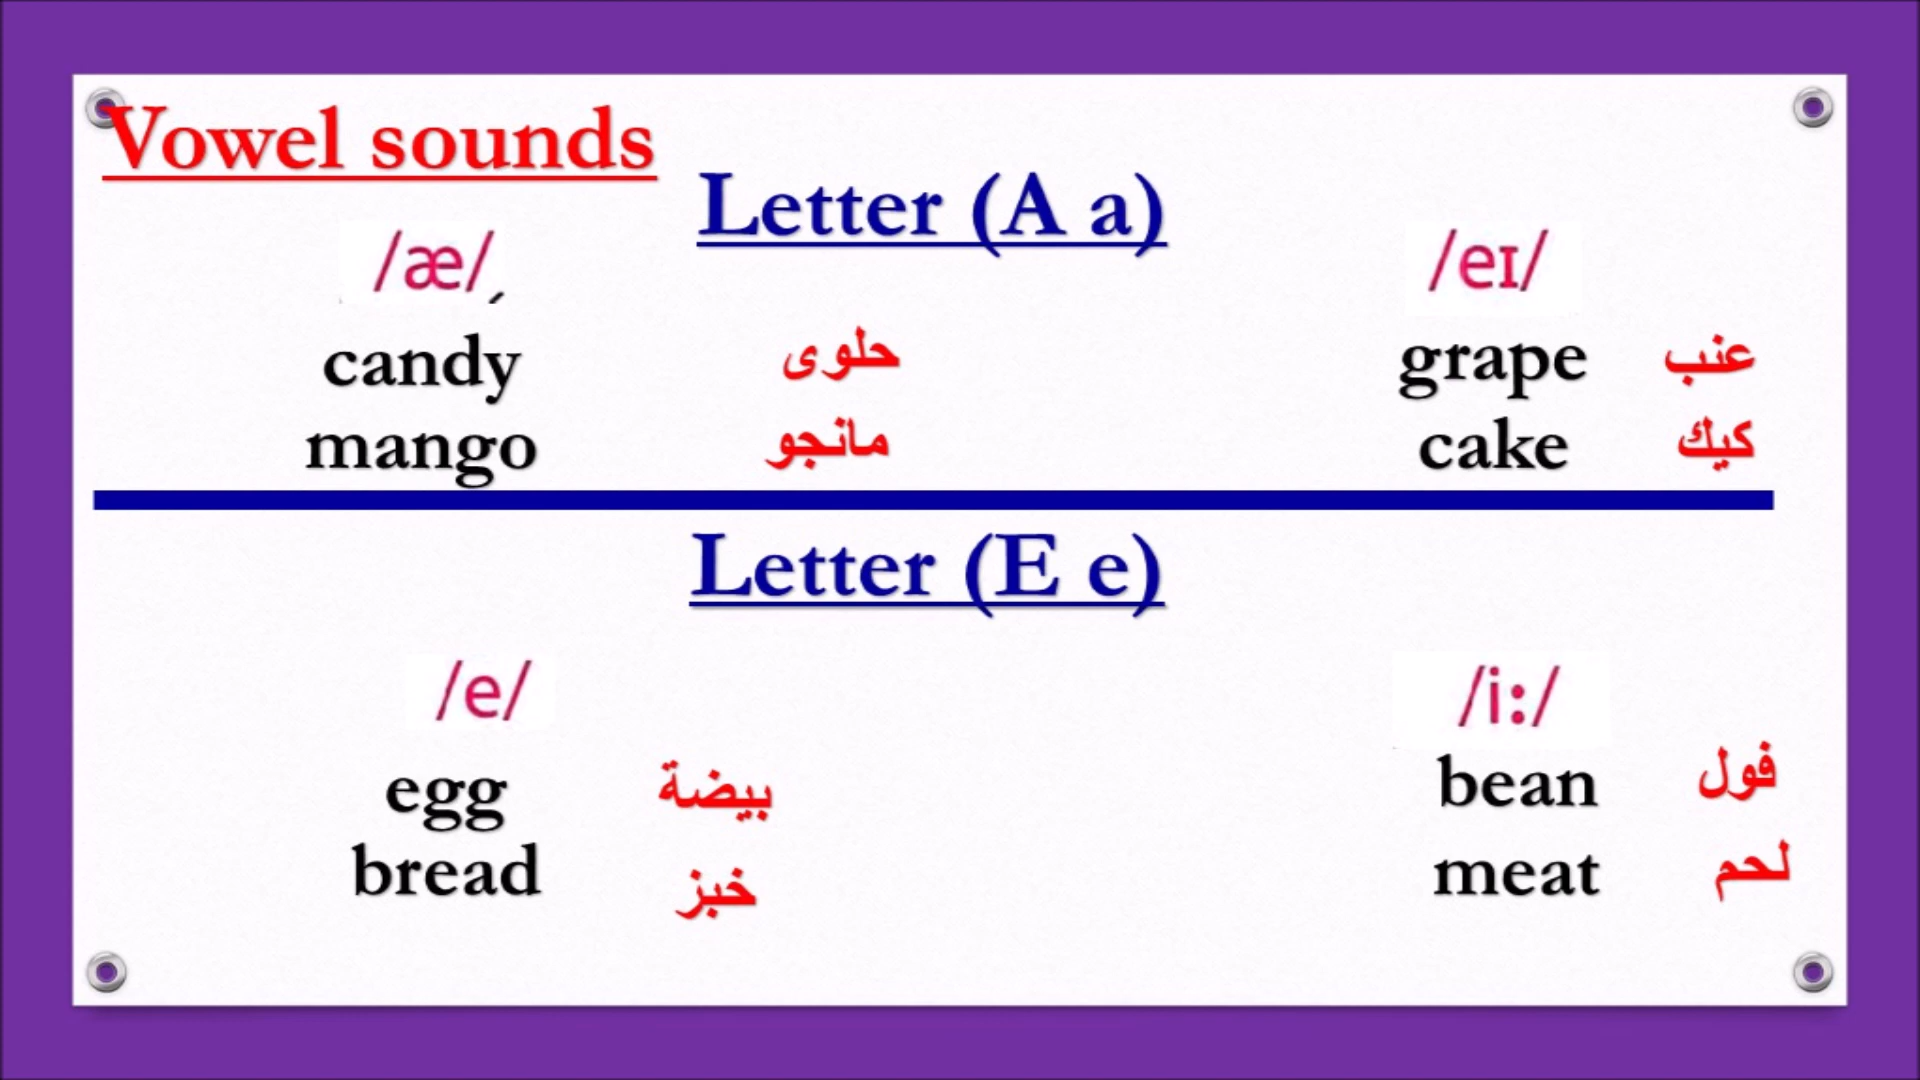 Vowel sounds
Letter (A a)
/æ/
/eɪ/
candy حلوى
grape عنب
mango مانجو
cake كيك
Letter (E e)
/e/
/i:/
egg بيضة
bean فول
bread خبز
meat لحم